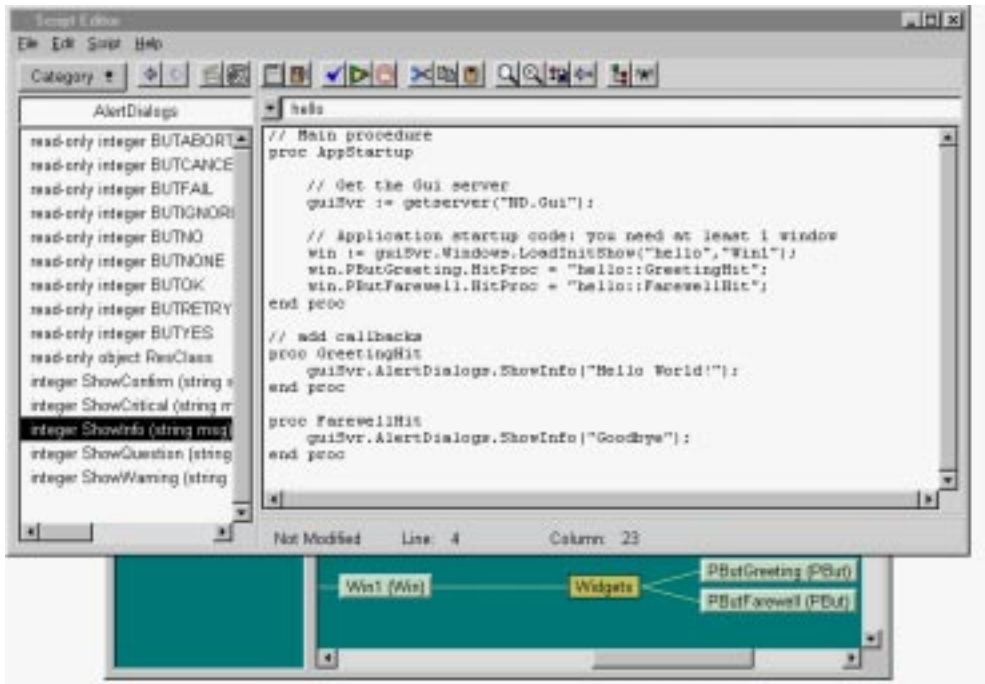 Script Editor
File Edit Script Help
Category
AlertDialogs
hello
read-only integer BUTABORT
read-only integer BUTCANCE
read-only integer BUTFAIL
read-only integer BUTIGNOR
read-only integer BUTNO
read-only integer BUTNONE
read-only integer BUTOK
read-only integer BUTRETRY
read-only integer BUTYES
read-only object ResClass
integer ShowConfirm (string
integer ShowCritical (string
integer ShowInfo (string msg)
integer ShowQuestion (string
integer ShowWarning (string
// Main procedure
proc AppStartup
// Get the Gui server
guiSvr := getserver("ND.Gui");
// Application startup code: you need at least 1 window
win := guiSvr.Windows.LoadInitShow("hello","Win1");
win.PButGreeting.HitProc = "hello::GreetingHit";
win.PButFarewell.HitProc = "hello::FarewellHit";
end proc
// add callbacks
proc GreetingHit
guiSvr.AlertDialogs.ShowInfo("Hello World!");
end proc
proc FarewellHit
guiSvr.AlertDialogs.ShowInfo("Goodbye");
end proc
Not Modified Line: 4 Column: 23
Win1 (Win)
Widgets
PButGreeting (PBut)
PButFarewell (PBut)